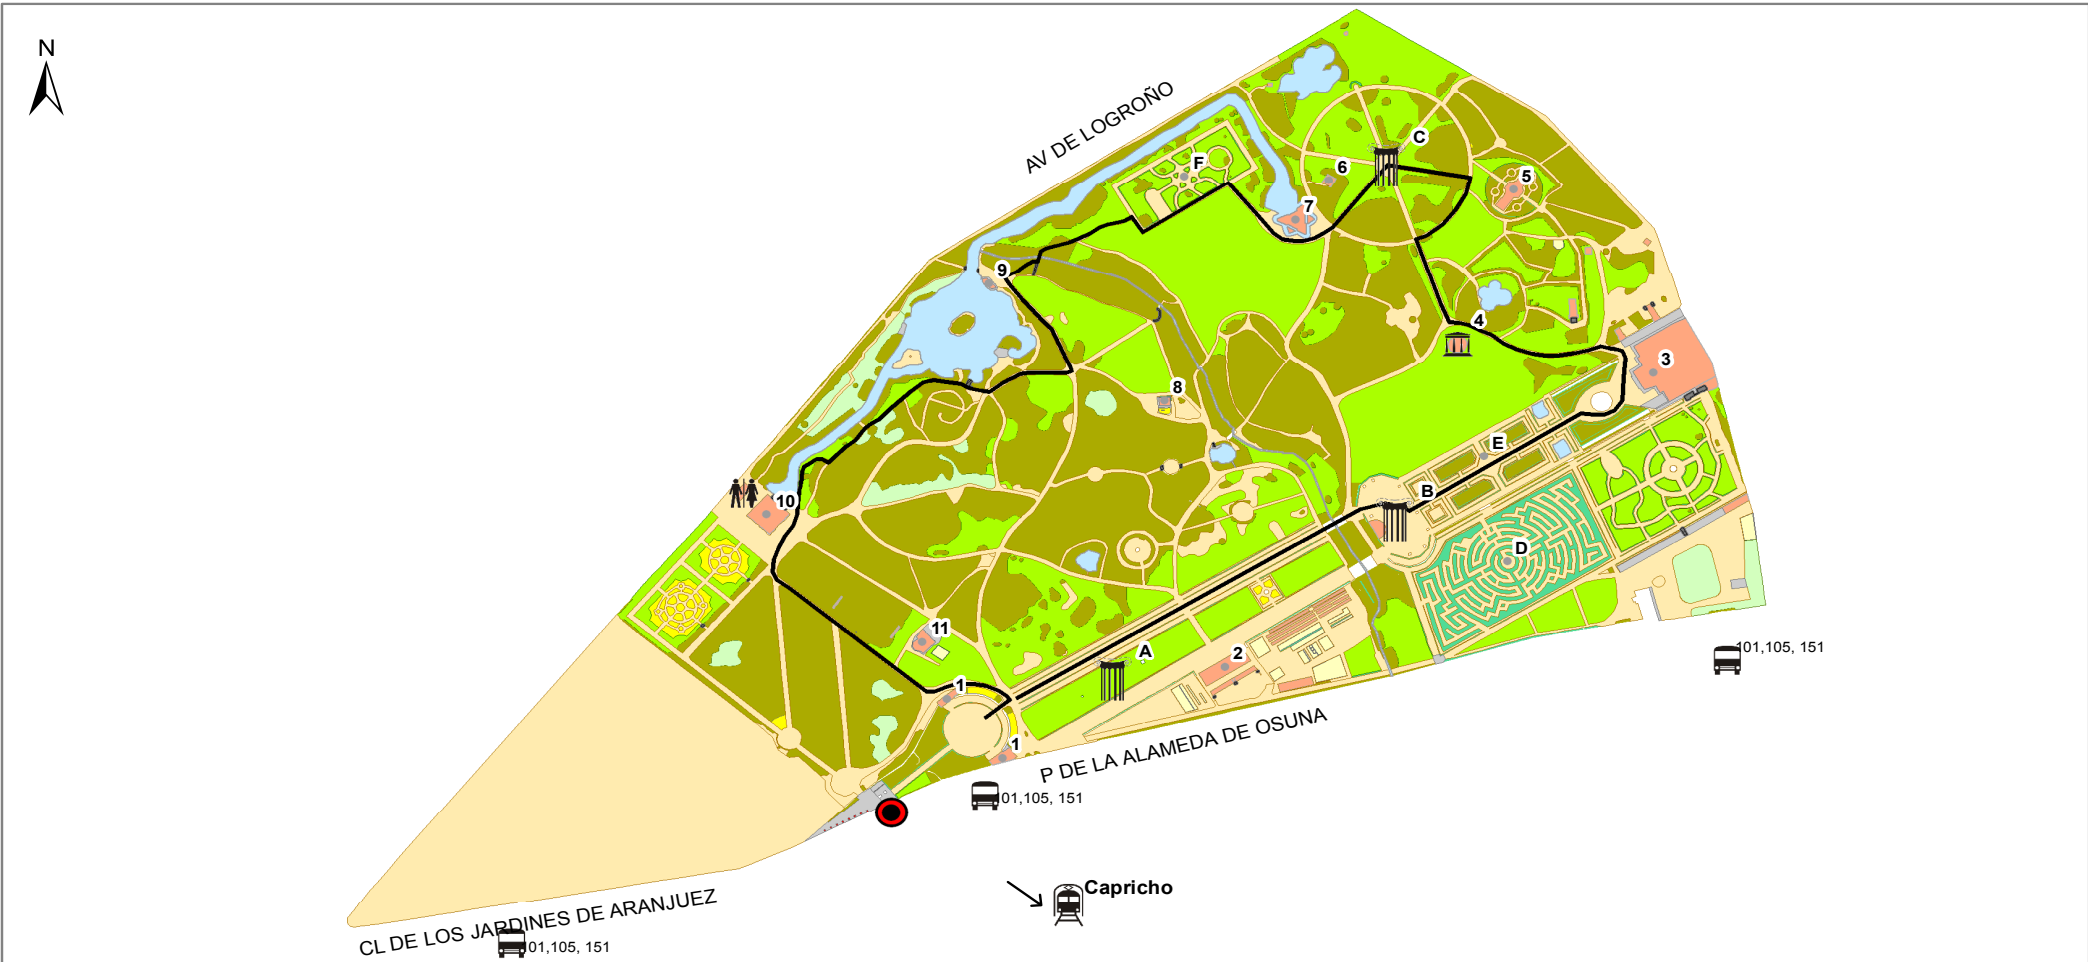 N
AV DE LOGROÑO
C
F
6
5
7
9
4
3
8
E
B
10
D
11
A
2
1
1
101,105, 151
P DE LA ALAMEDA DE OSUNA
01,105, 151
Capricho
CL DE LOS JARDINES DE ARANJUEZ
01,105, 151